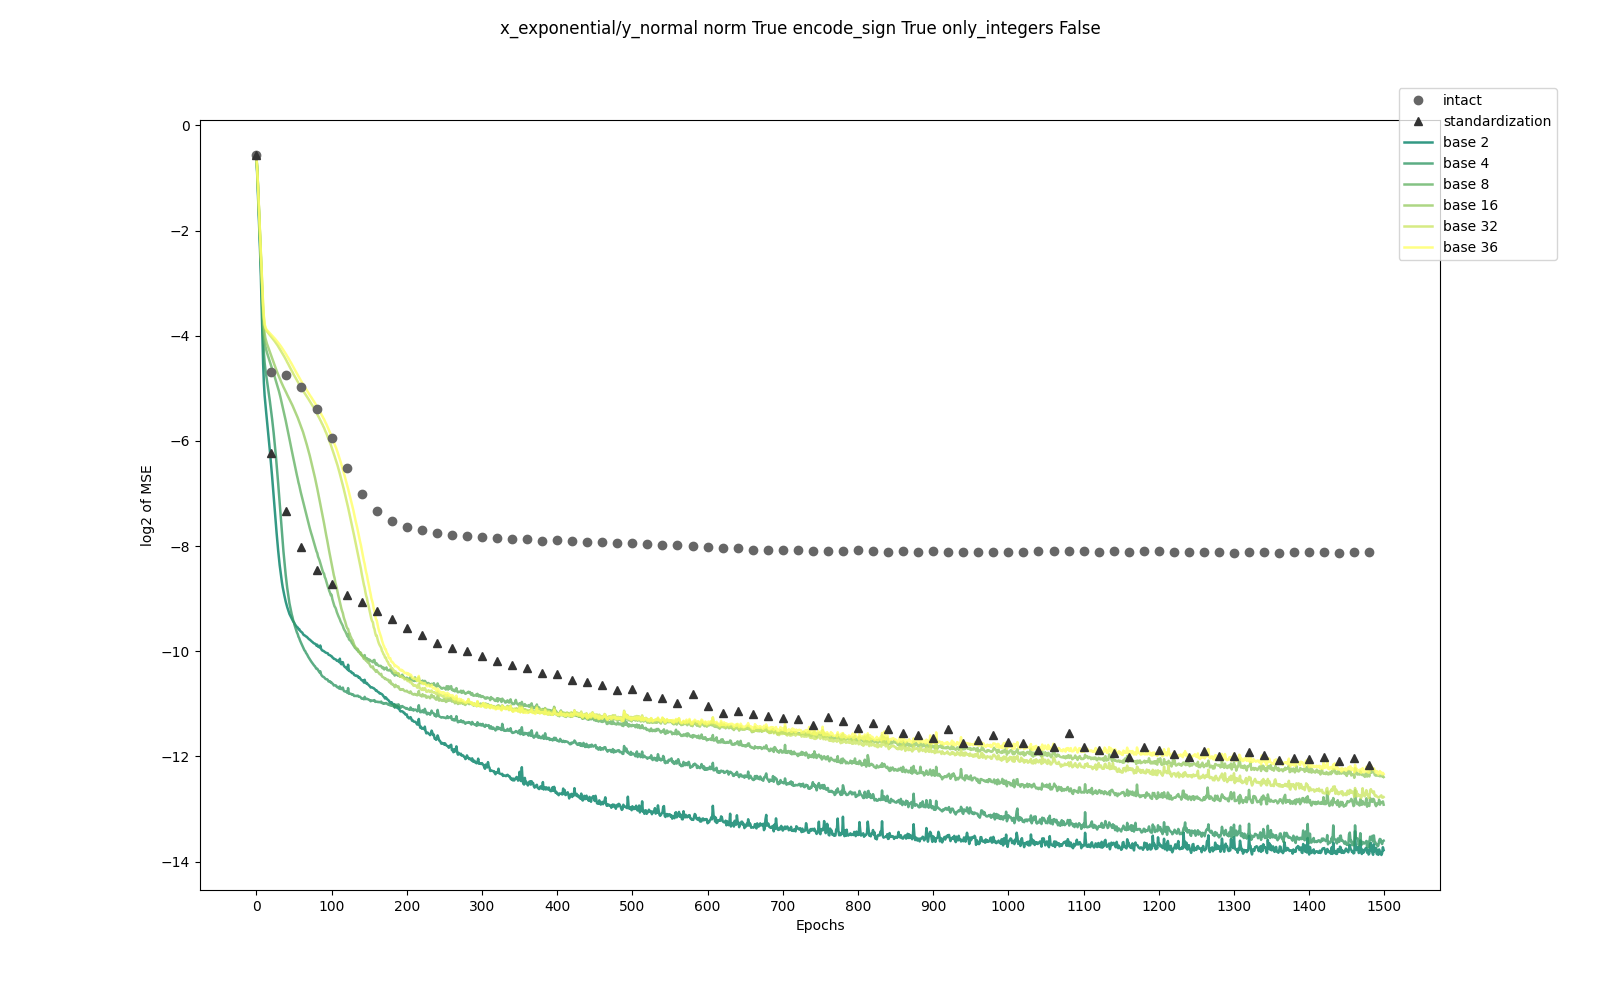 x_exponential/y_normal norm True encode_sign True only_integers False
intact
standardization
base 2
base 4
base 8
base 16
base 32
base 36
0
−2
−4
−6
−8
−10
−12
−14
log2 of MSE
0 100 200 300 400 500 600 700 800 900 1000 1100 1200 1300 1400 1500
Epochs